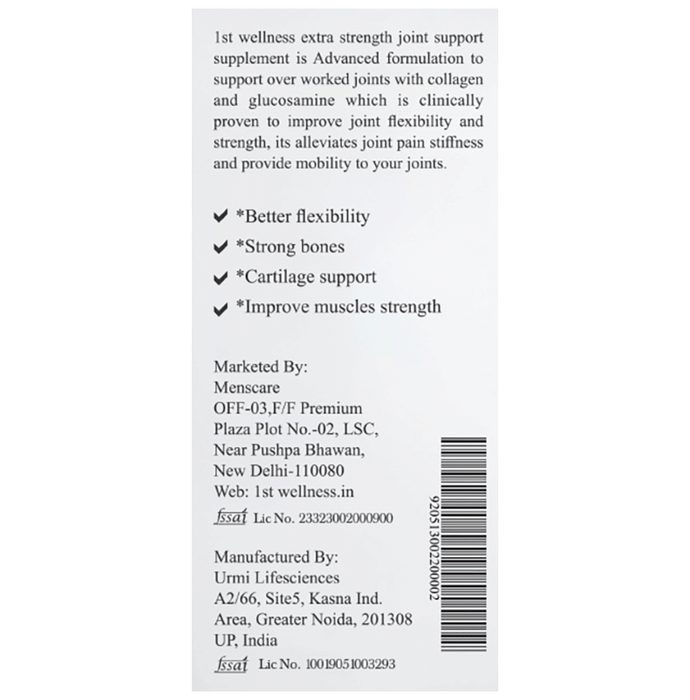 1st wellness extra strength joint support
supplement is Advanced formulation to
support over worked joints with collagen
and glucosamine which is clinically
proven to improve joint flexibility and
strength, its alleviates joint pain stiffness
and provide mobility to your joints.
*Better flexibility
*Strong bones
*Cartilage support
*Improve muscles strength
Marketed By:
Menscare
OFF-03,F/F Premium
Plaza Plot No.-02, LSC,
Near Pushpa Bhawan,
New Delhi-110080
Web: 1st wellness.in
fssai Lic No. 23323002000900
Manufactured By:
Urmi Lifesciences
A2/66, Site5, Kasna Ind.
Area, Greater Noida, 201308
UP, India
fssai Lic No. 10019051003293
920513002200002